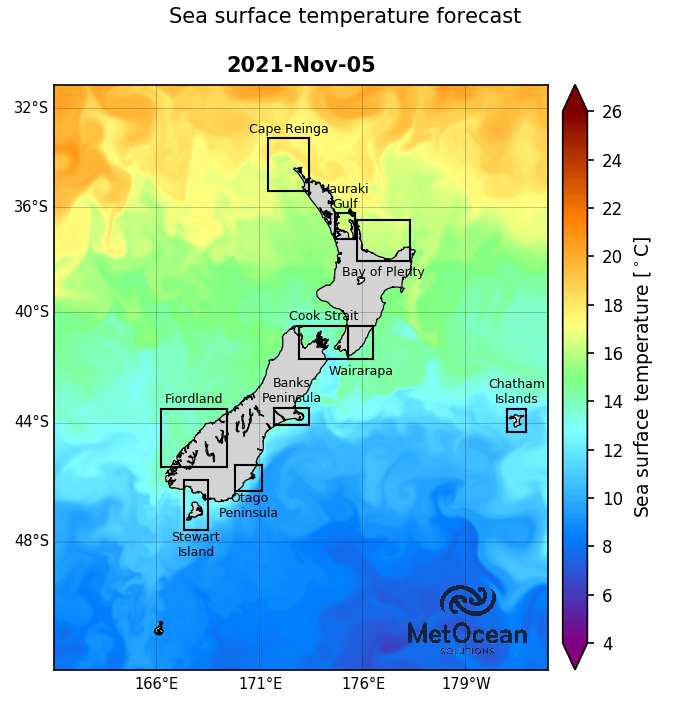 Sea surface temperature forecast
2021-Nov-05
32°S
36°S
40°S
44°S
48°S
166°E
171°E
176°E
179°W
Cape Reinga
Hauraki
Gulf
Bay of Plenty
Cook Strait
Wairarapa
Banks
Peninsula
Fiordland
Chatham
Islands
Otago
Peninsula
Stewart
Island
MetOcean
SOLUTIONS
26
24
22
20
18
16
14
12
10
8
6
4
Sea surface temperature [°C]